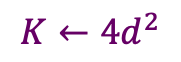 K ← 4d²